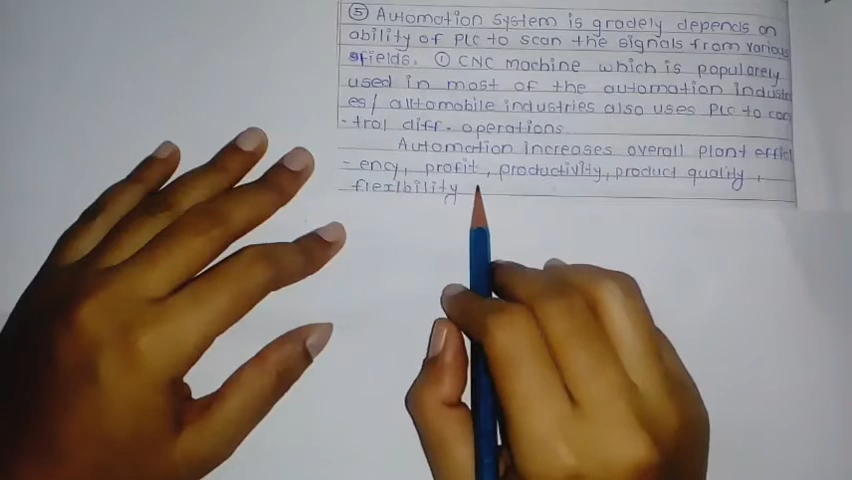 ⑤ Automation system is gradely depends on
ability of PLC to scan the signals from various
fields. ① CNC machine which is popularely
used in most of the automation industri
es/ alltomobile industries also uses PLC to con
-trol diff. operations.
Automation increases overall plant effici
-ency, profit, productivity, product quality,
flexibility